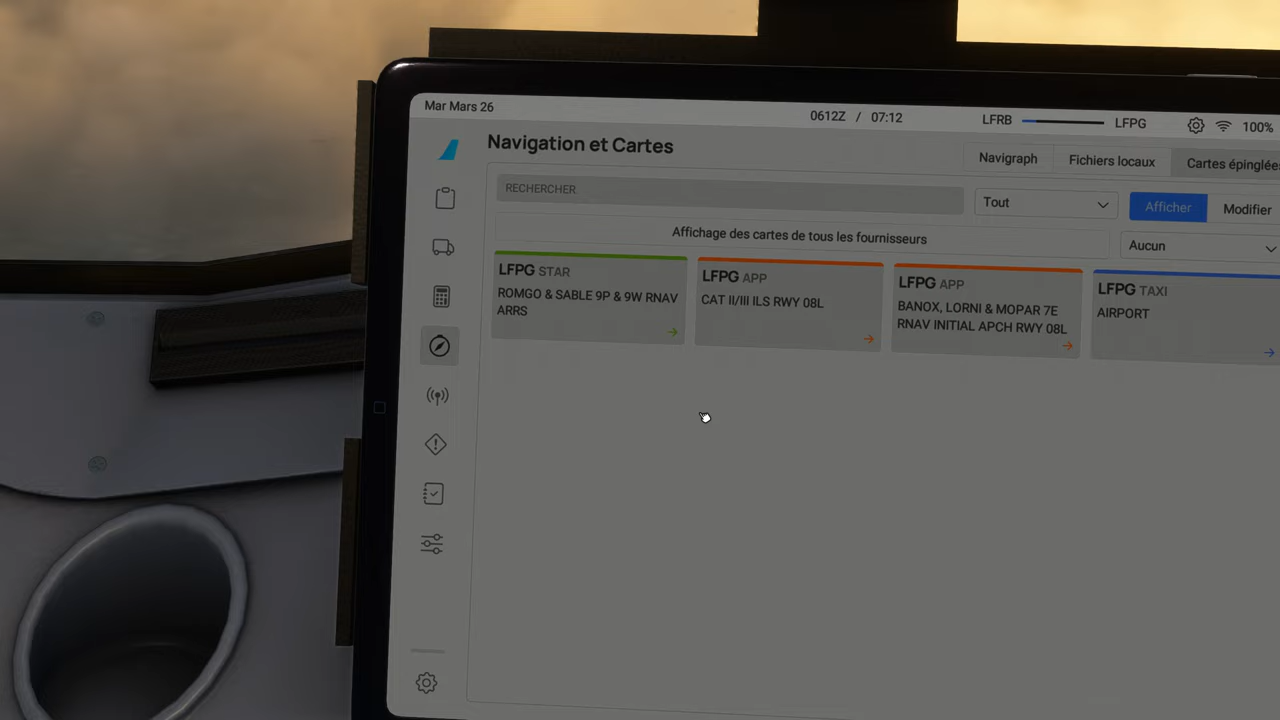 Mar Mars 26
0612Z / 07:12
LFRB LFPG
100%
Navigation et Cartes
Navigraph
Fichiers locaux
Cartes épinglées
RECHERCHER
Tout
Afficher
Modifier
Affichage des cartes de tous les fournisseurs
Aucun
LFPG STAR
ROMGO & SABLE 9P & 9W RNAV
ARRS
LFPG APP
CAT II/III ILS RWY 08L
LFPG APP
BANOX, LORNI & MOPAR 7E
RNAV INITIAL APCH RWY 08L
LFPG TAXI
AIRPORT